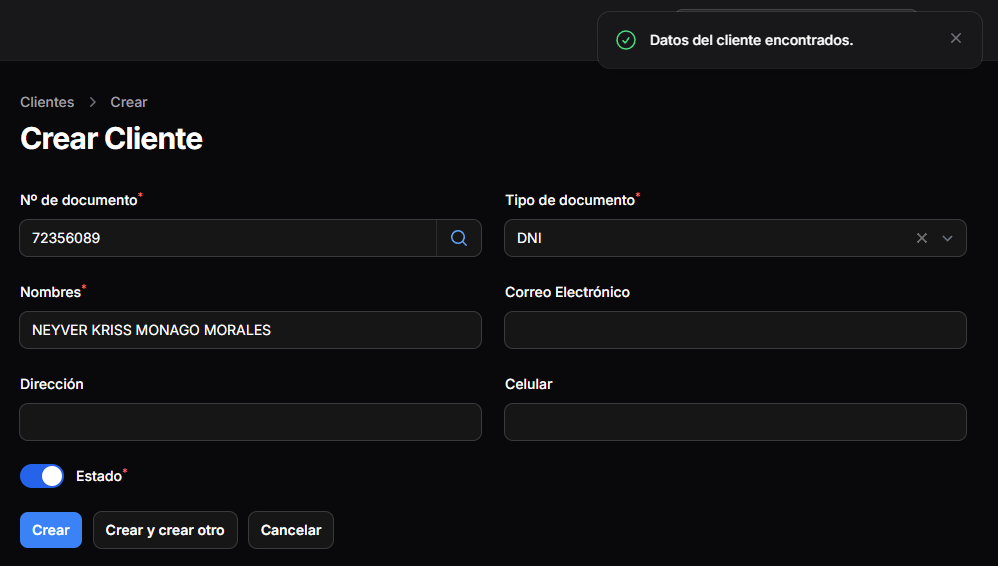 Datos del cliente encontrados.
Clientes > Crear
Crear Cliente
Nº de documento*
Tipo de documento*
72356089
DNI
Nombres*
Correo Electrónico
NEYVER KRISS MONAGO MORALES
Dirección
Celular
Estado*
Crear
Crear y crear otro
Cancelar